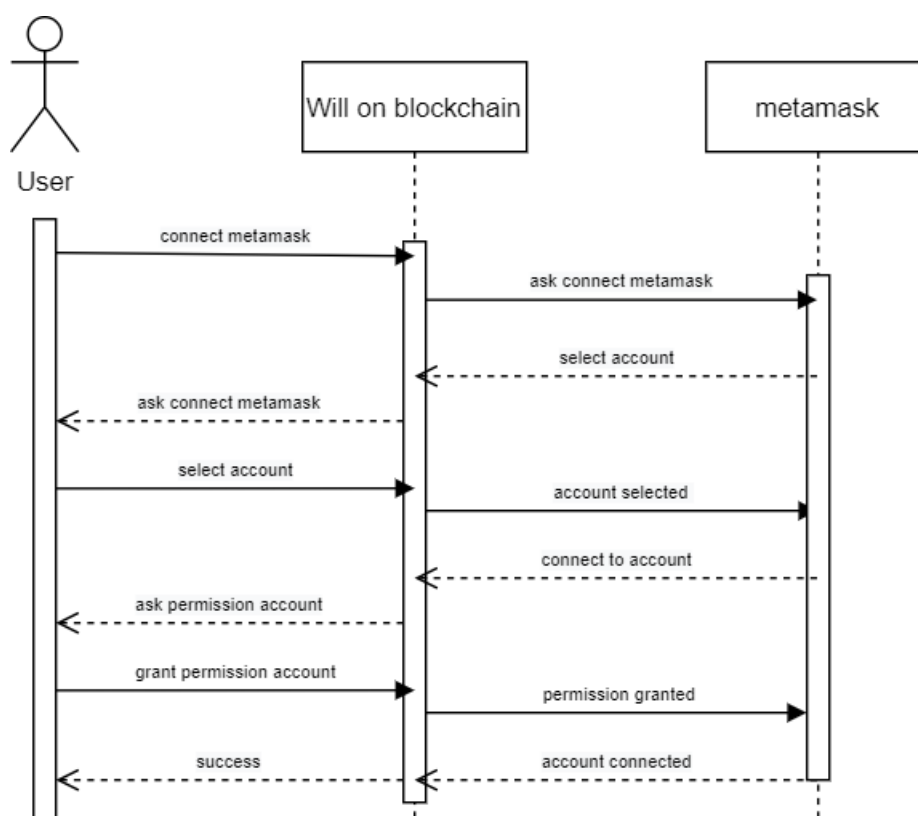 Will on blockchain
metamask
User
connect metamask
ask connect metamask
select account
ask connect metamask
select account
account selected
connect to account
ask permission account
grant permission account
permission granted
success
account connected